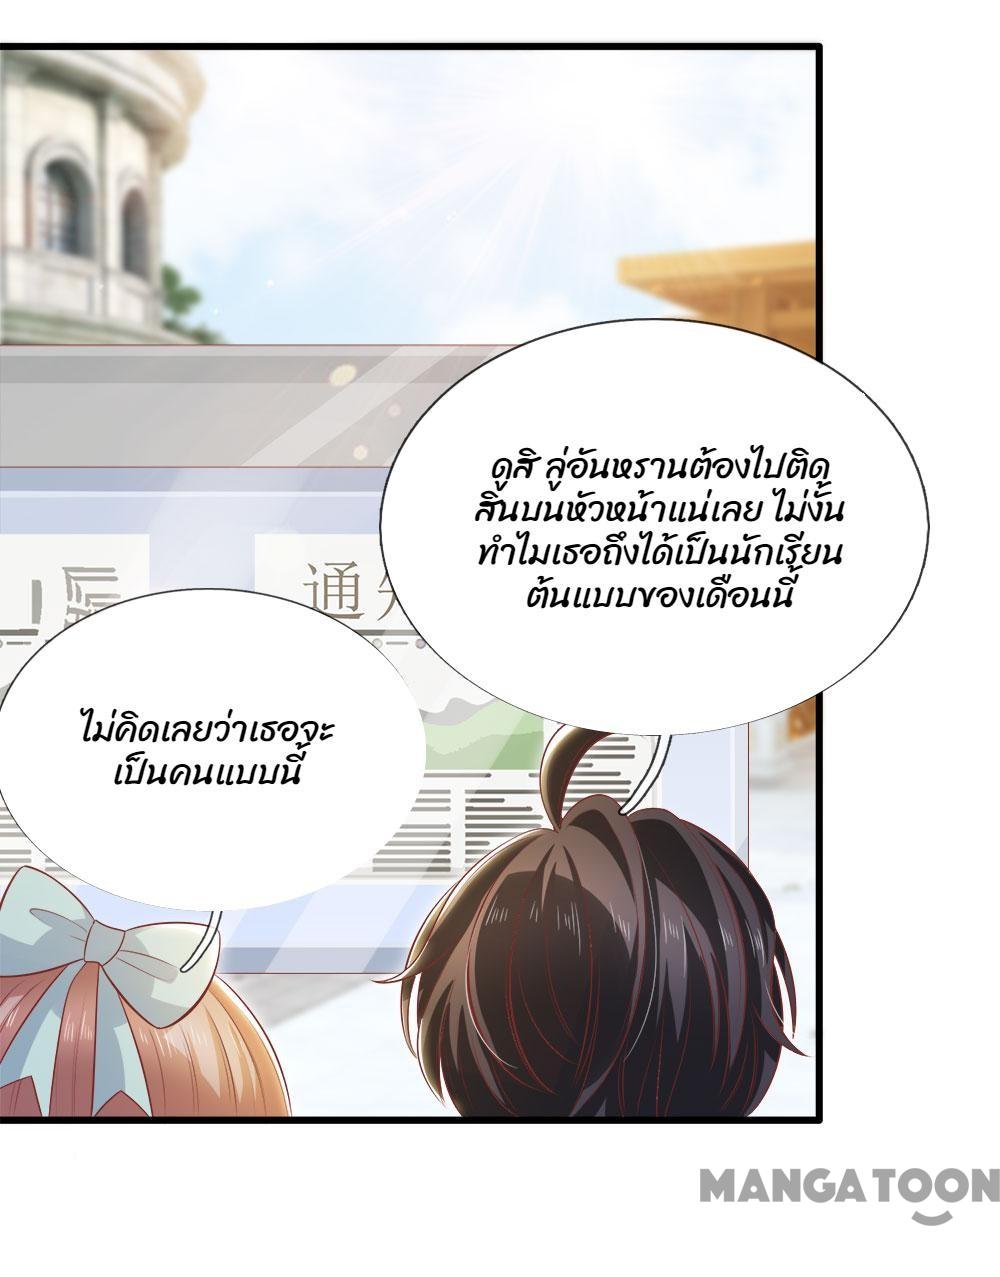 ดูสิ ลู่อันหรานต้องไปติด
สินบนหัวหน้าแน่เลย ไม่งั้น
ทำไมเธอถึงได้เป็นนักเรียน
ต้นแบบของเดือนนี้
通知
ไม่คิดเลยว่าเธอจะ
เป็นคนแบบนี้
MANGATOON